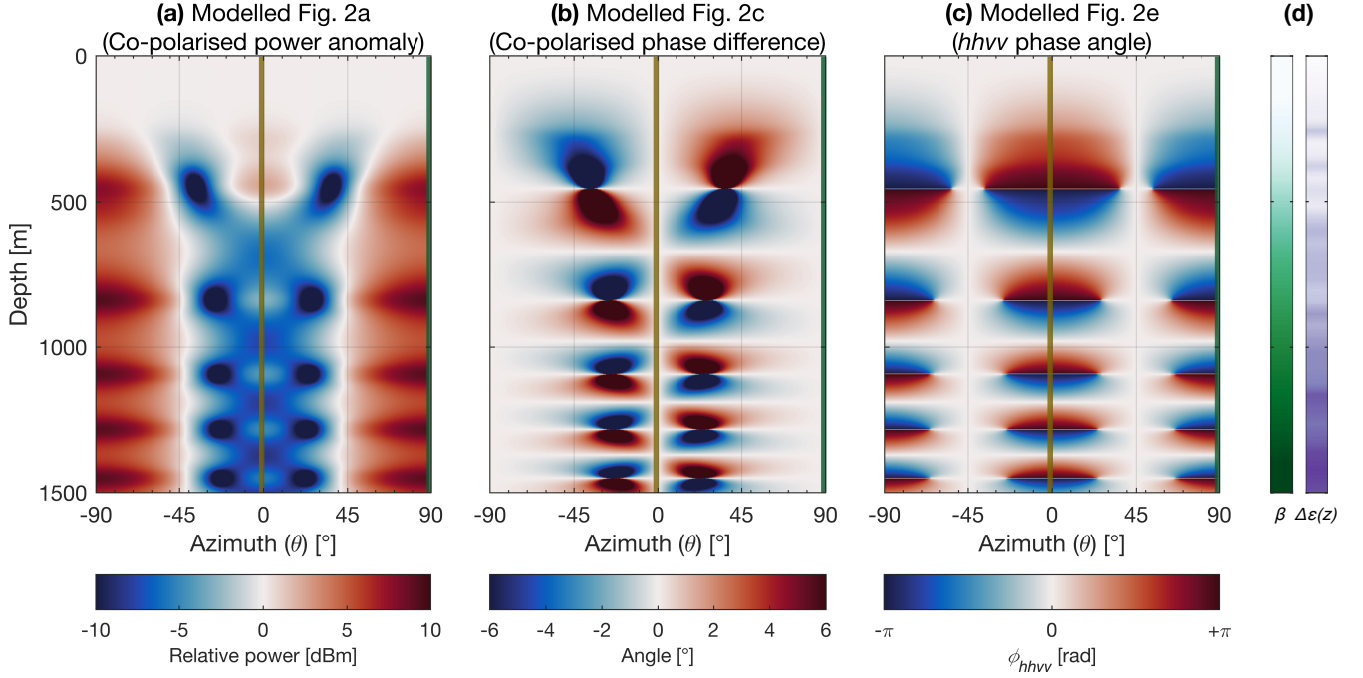 (a) Modelled Fig. 2a
(Co-polarised power anomaly)
(b) Modelled Fig. 2c
(Co-polarised phase difference)
(c) Modelled Fig. 2e
(hhvv phase angle)
(d)
Depth [m]
0
500
1000
1500
-90 -45 0 45 90
Azimuth (θ) [°]
-90 -45 0 45 90
Azimuth (θ) [°]
-90 -45 0 45 90
Azimuth (θ) [°]
β Δε(z)
-10 -5 0 5 10
Relative power [dBm]
-6 -4 -2 0 2 4 6
Angle [°]
-π 0 +π
ϕhhvv [rad]